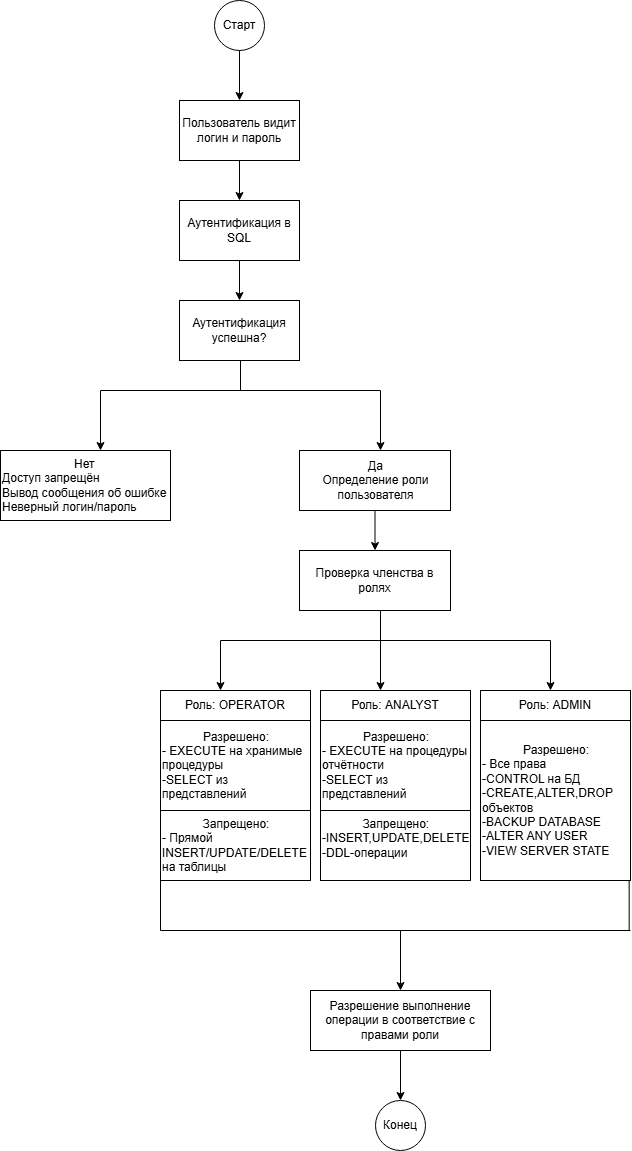 Старт
Пользователь видит
логин и пароль
Аутентификация в
SQL
Аутентификация
успешна?
Нет
Доступ запрещён
Вывод сообщения об ошибке
Неверный логин/пароль
Да
Определение роли
пользователя
Проверка членства в
ролях
Роль: OPERATOR
Разрешено:
- EXECUTE на хранимые
процедуры
-SELECT из
представлений
Запрещено:
- Прямой
INSERT/UPDATE/DELETE
на таблицы
Роль: ANALYST
Разрешено:
- EXECUTE на процедуры
отчётности
-SELECT из
представлений
Запрещено:
-INSERT,UPDATE,DELETE
-DDL-операции
Роль: ADMIN
Разрешено:
- Все права
-CONTROL на БД
-CREATE,ALTER,DROP
объектов
-BACKUP DATABASE
-ALTER ANY USER
-VIEW SERVER STATE
Разрешение выполнение
операции в соответствие с
правами роли
Конец